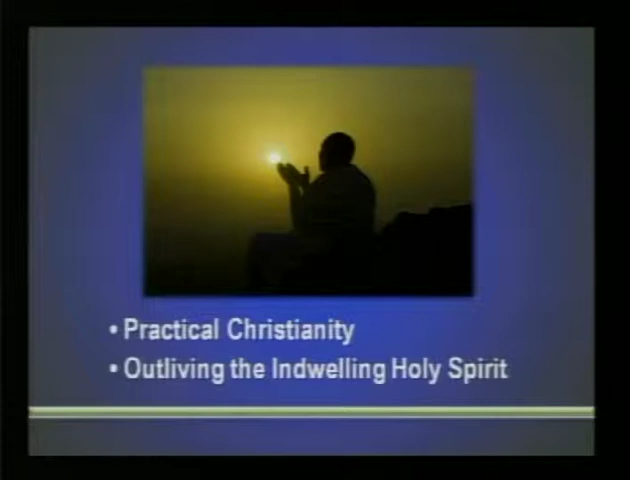 • Practical Christianity
• Outliving the Indwelling Holy Spirit